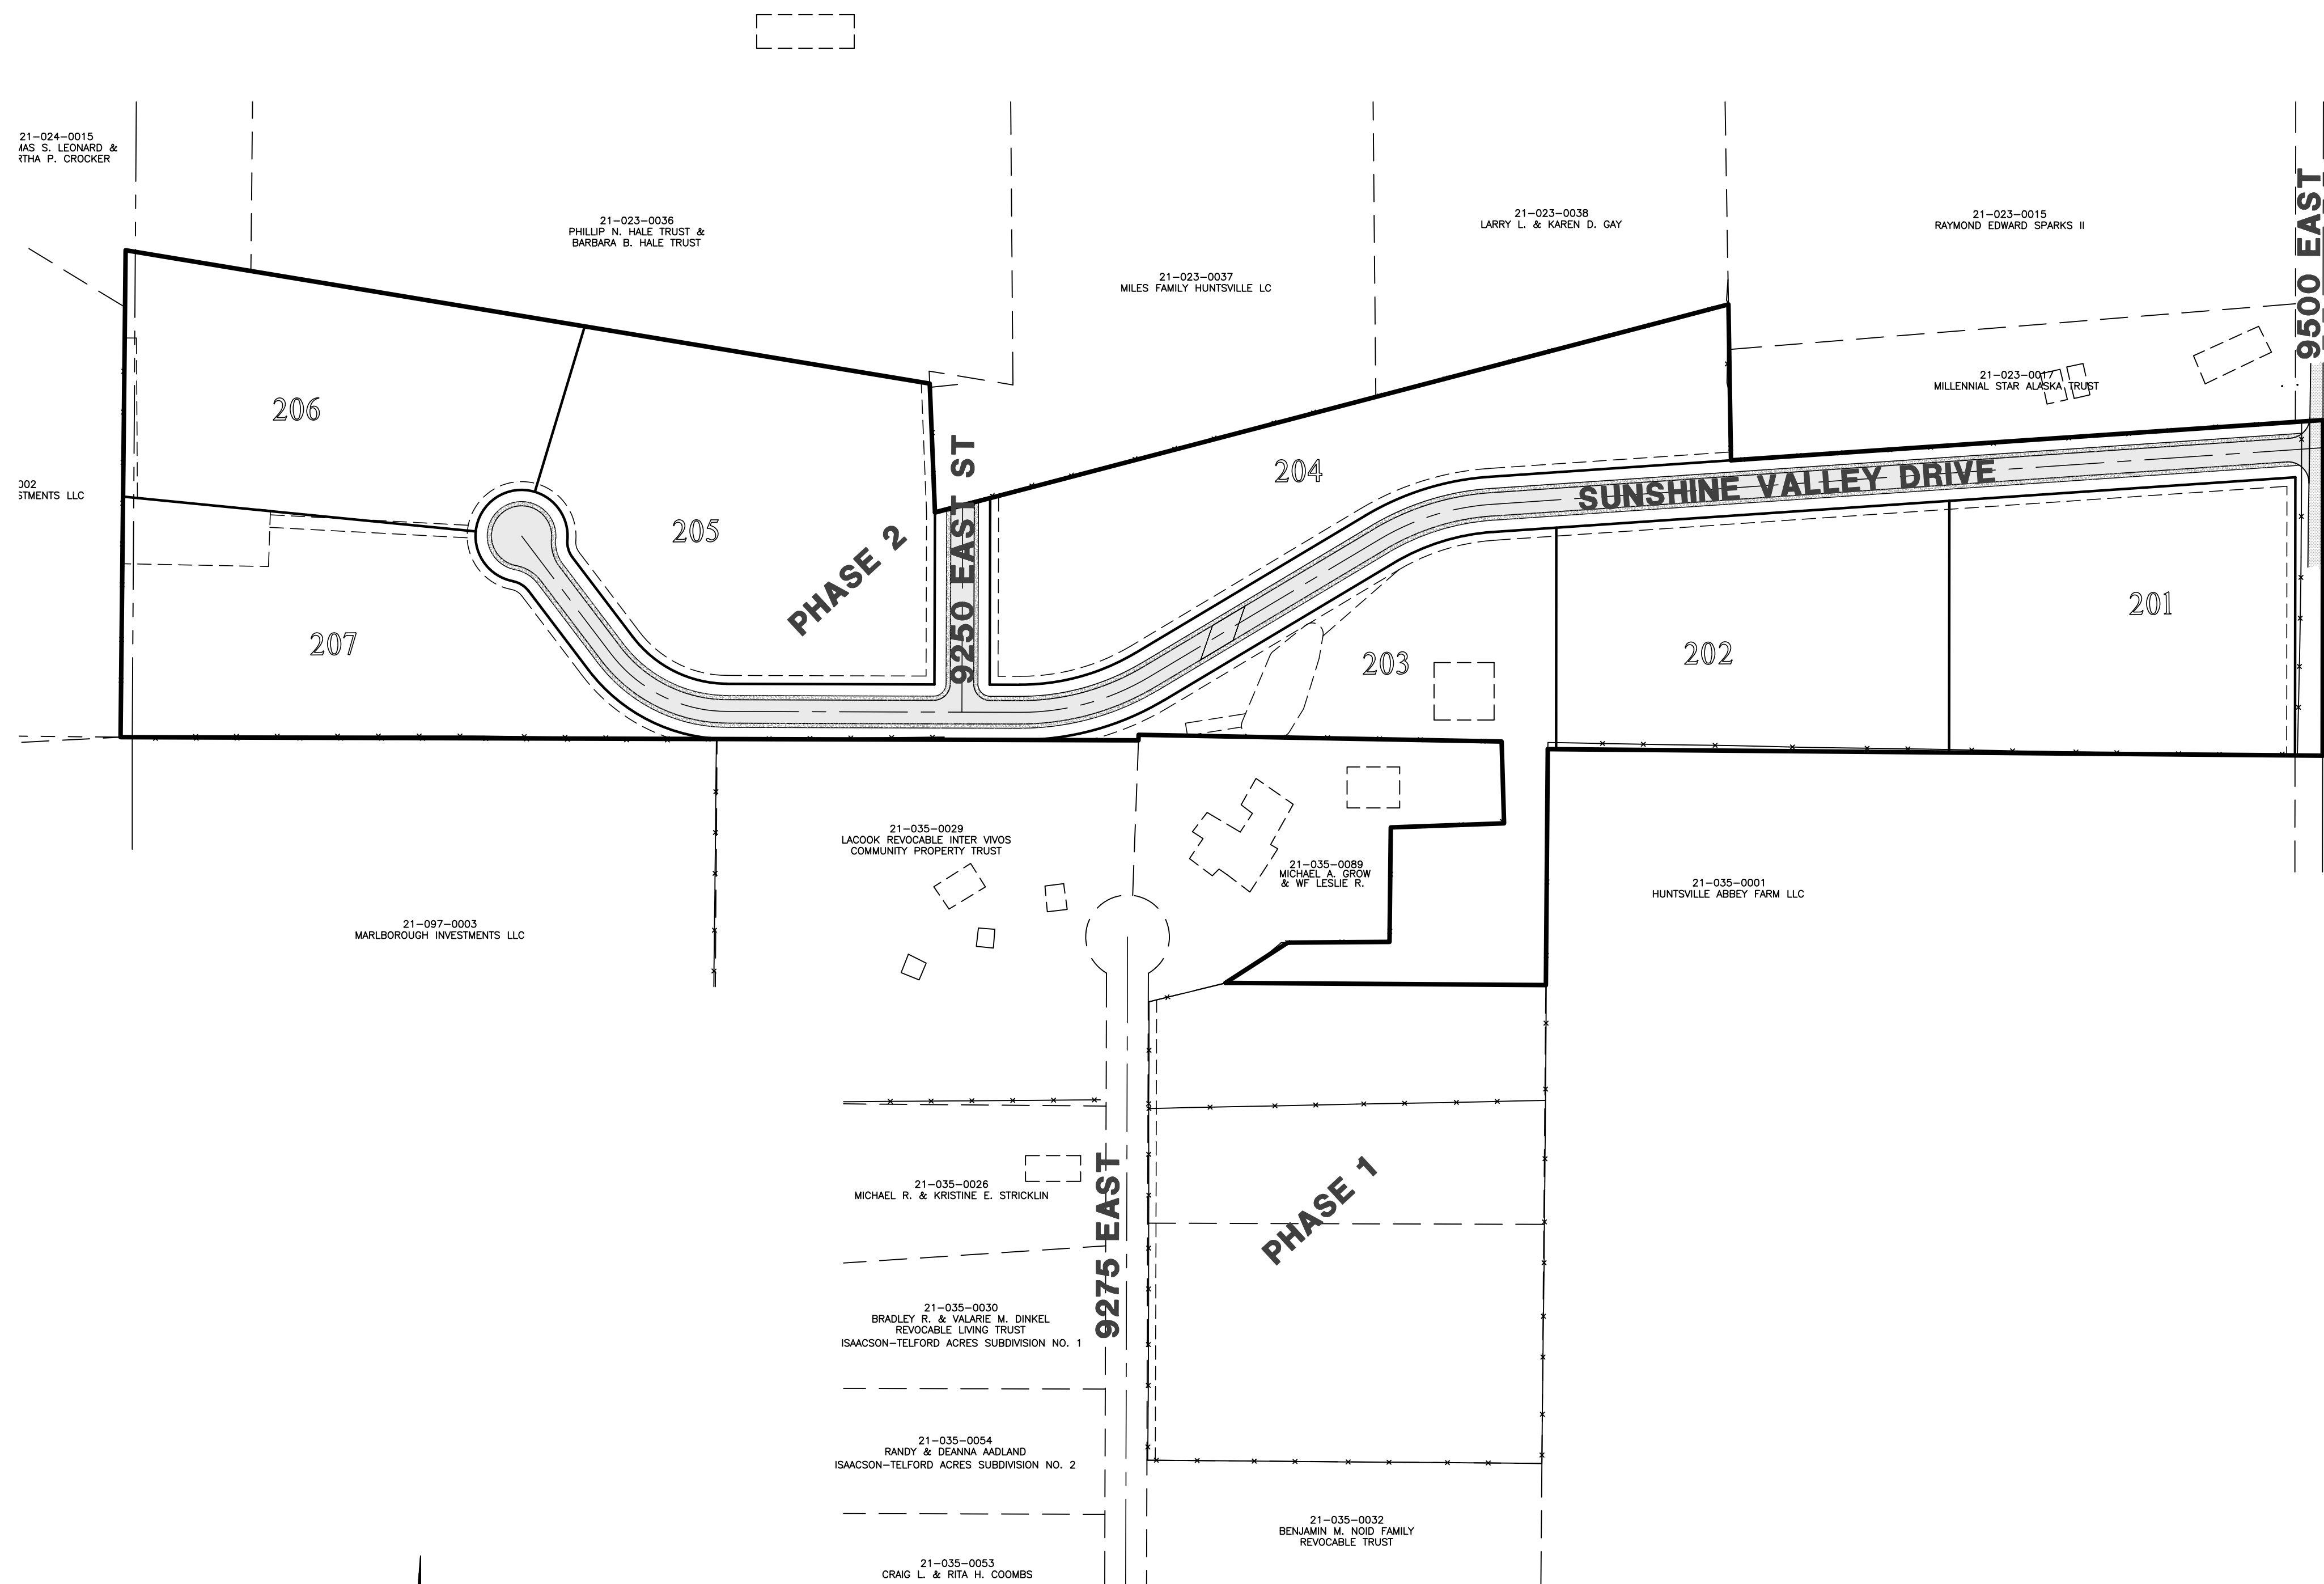 21-024-0015
MAS S. LEONARD &
RTHA P. CROCKER
21-023-0036
PHILLIP N. HALE TRUST &
BARBARA B. HALE TRUST
21-023-0037
MILES FAMILY HUNTSVILLE LC
21-023-0038
LARRY L. & KAREN D. GAY
21-023-0015
RAYMOND EDWARD SPARKS II
9500 EAST
21-023-0017
MILLENNIAL STAR ALASKA TRUST
002
STMENTS LLC
206
205
204
SUNSHINE VALLEY DRIVE
PHASE 2
9250 EAST ST
207
203
202
201
21-035-0029
LACOOK REVOCABLE INTER VIVOS
COMMUNITY PROPERTY TRUST
21-035-0089
MICHAEL A. GROW
& WF LESLIE R.
21-035-0001
HUNTSVILLE ABBEY FARM LLC
21-097-0003
MARLBOROUGH INVESTMENTS LLC
9275 EAST
PHASE 1
21-035-0026
MICHAEL R. & KRISTINE E. STRICKLIN
21-035-0030
BRADLEY R. & VALARIE M. DINKEL
REVOCABLE LIVING TRUST
ISAACSON-TELFORD ACRES SUBDIVISION NO. 1
21-035-0054
RANDY & DEANNA AADLAND
ISAACSON-TELFORD ACRES SUBDIVISION NO. 2
21-035-0032
BENJAMIN M. NOID FAMILY
REVOCABLE TRUST
21-035-0053
CRAIG L. & RITA H. COOMBS